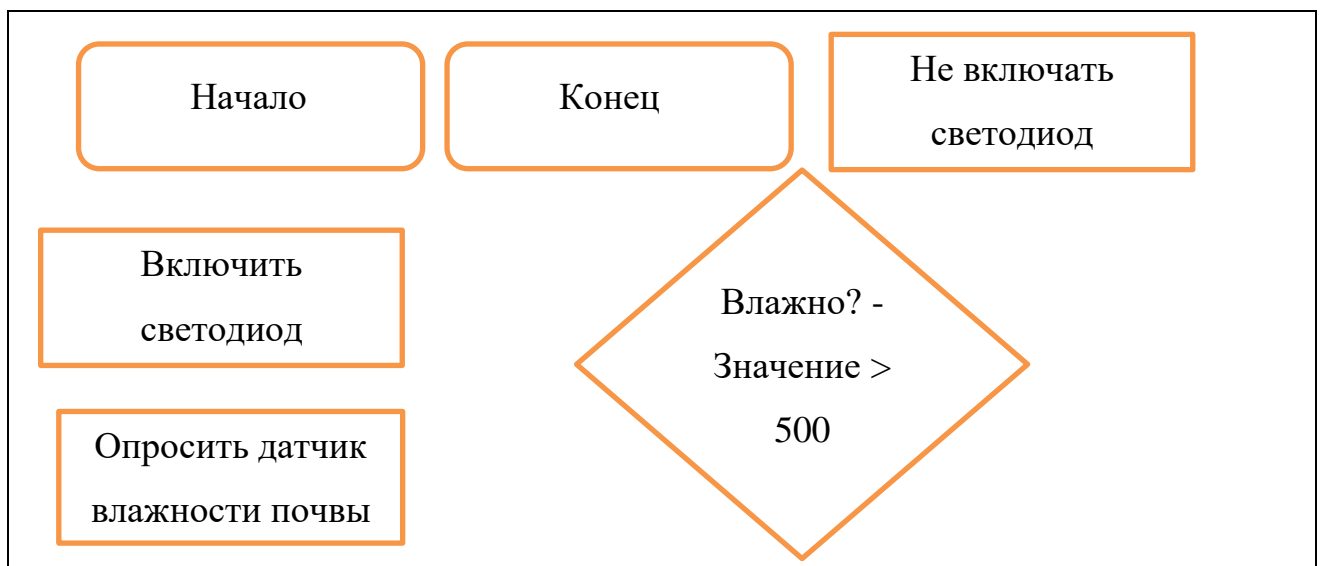 Начало
Конец
Не включать
светодиод
Включить
светодиод
Влажно? -
Значение >
500
Опросить датчик
влажности почвы